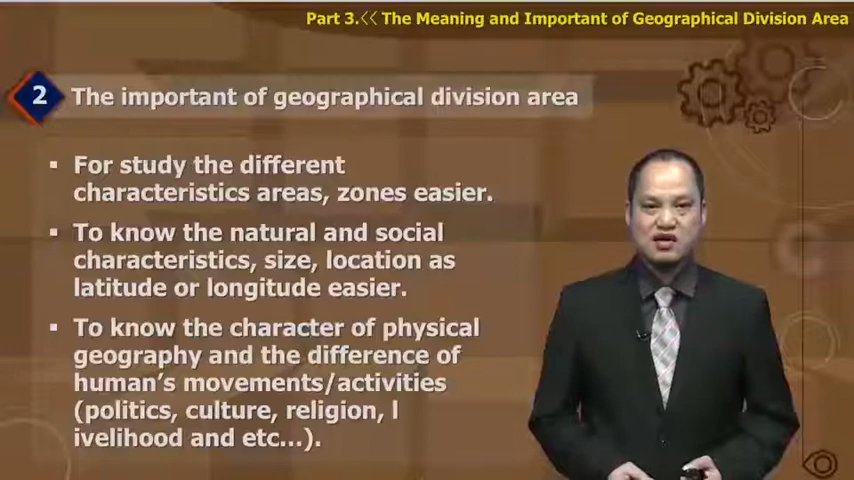 Part 3.<< The Meaning and Important of Geographical Division Area
2 The important of geographical division area
▪ For study the different
characteristics areas, zones easier.
▪ To know the natural and social
characteristics, size, location as
latitude or longitude easier.
▪ To know the character of physical
geography and the difference of
human's movements/activities
(politics, culture, religion, l
ivelihood and etc...).